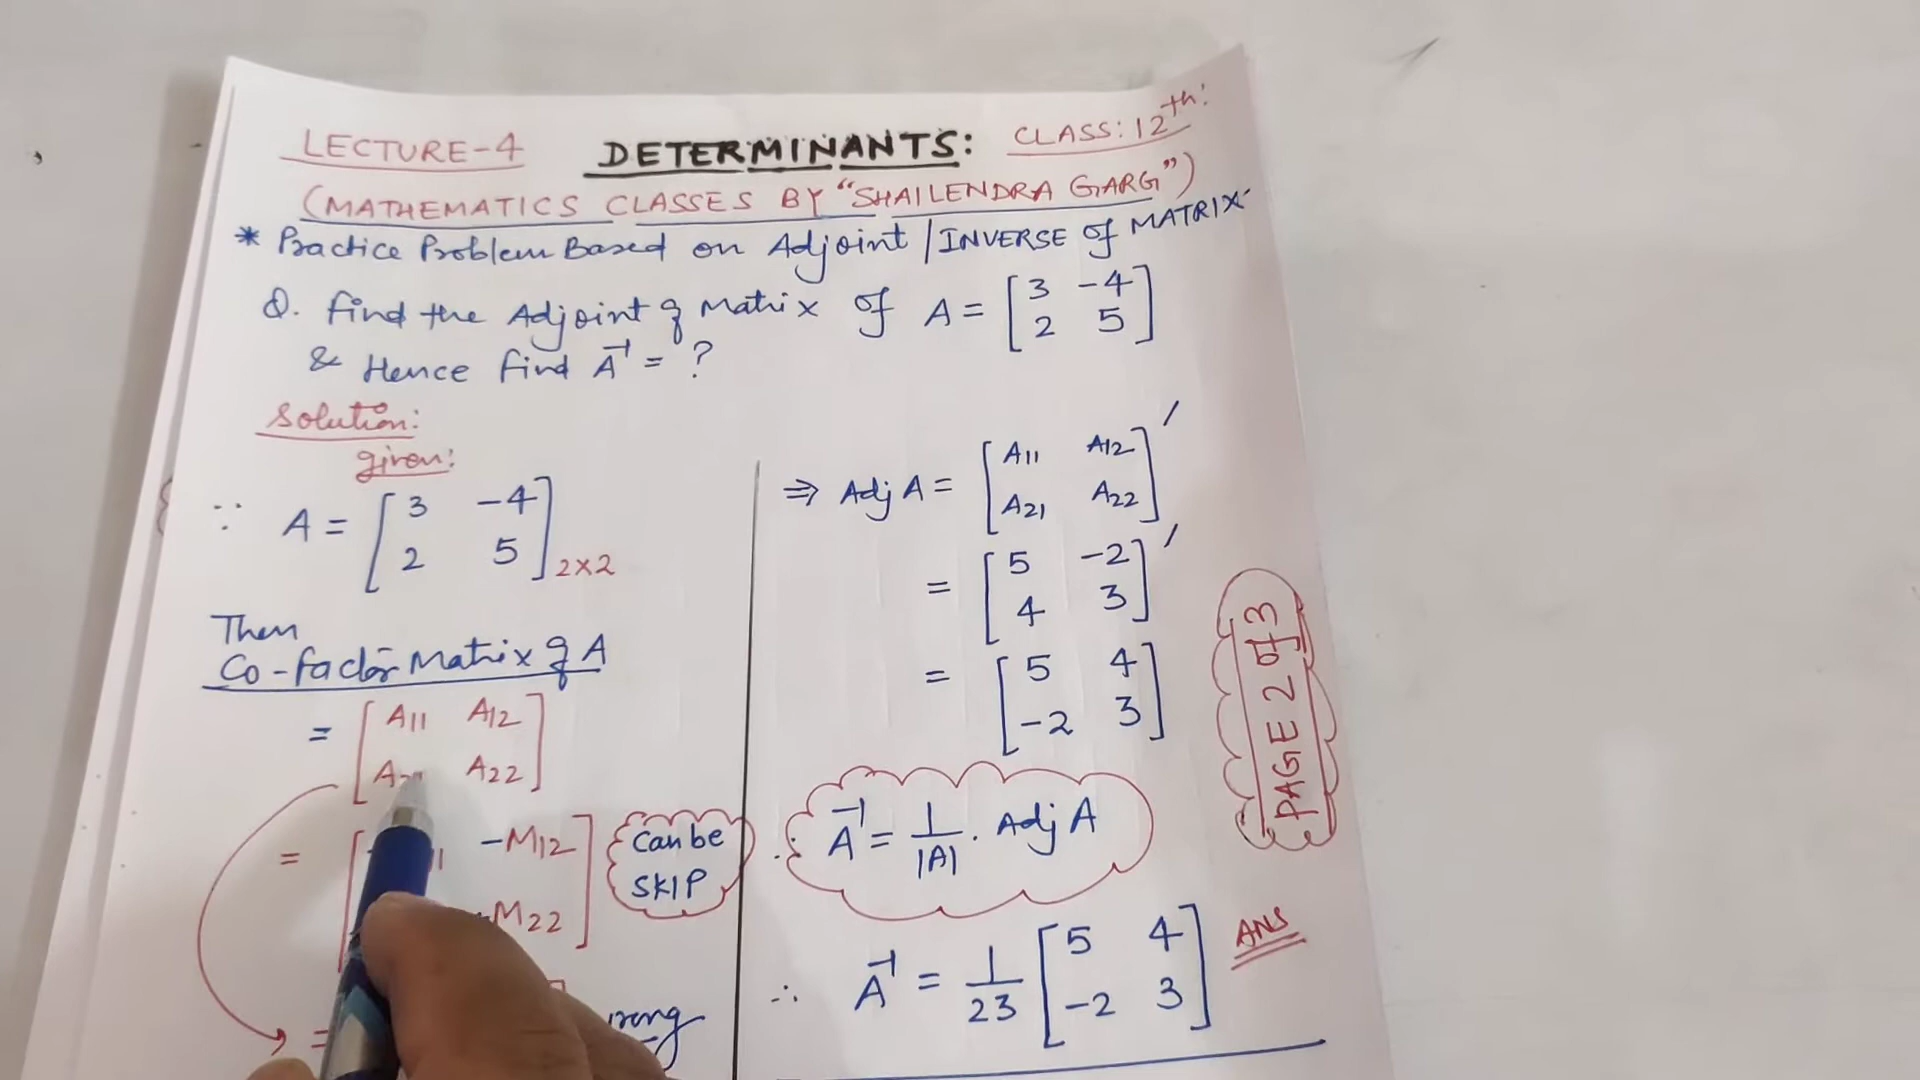 LECTURE-4 DETERMINANTS: CLASS: 12th:
(MATHEMATICS CLASSES BY "SHAILENDRA GARG")
* Practice Problem Based on Adjoint / INVERSE of MATRIX
Q. find the Adjoint of Matrix of A = [3 -4
2 5]
& Hence find A⁻¹ = ?
Solution:
given:
∵ A = [3 -4
2 5]2×2
Then
Co-factor Matrix of A
= [A11 A12
A22]
= -M12
M22]
Can be
SKIP
=
⇒ Adj A = [A11 A12
A21 A22]′
= [5 -2
4 3]′
= [5 4
-2 3]
∴ A⁻¹ = 1/|A| . Adj A
∴ A⁻¹ = 1/23 [5 4
-2 3] ANS
PAGE 2 of 3